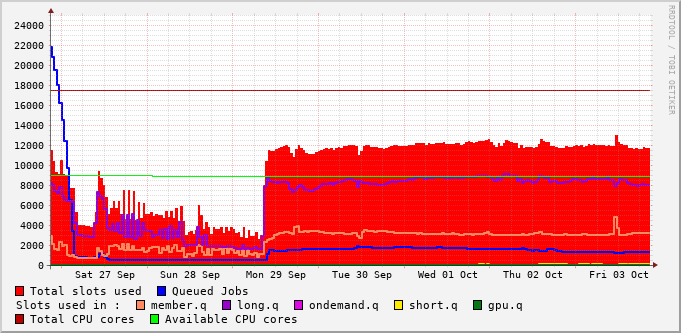 24000
22000
20000
18000
16000
14000
12000
10000
8000
6000
4000
2000
0
Sat 27 Sep Sun 28 Sep Mon 29 Sep Tue 30 Sep Wed 01 Oct Thu 02 Oct Fri 03 Oct
RRDTOOL / TOBI OETIKER
Total slots used Queued Jobs
Slots used in : member.q long.q ondemand.q short.q gpu.q
Total CPU cores Available CPU cores